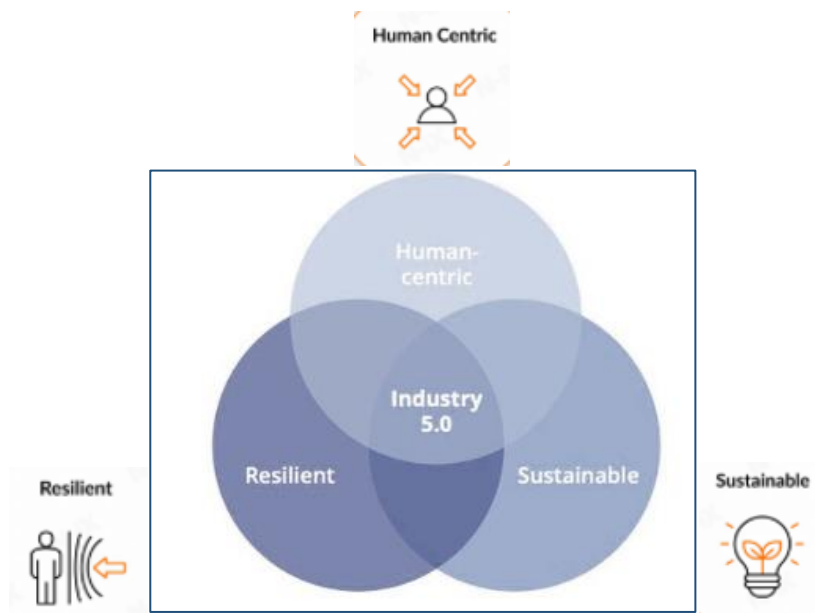 Human Centric
Human-
centric
Industry
5.0
Resilient
Sustainable
Resilient
Sustainable